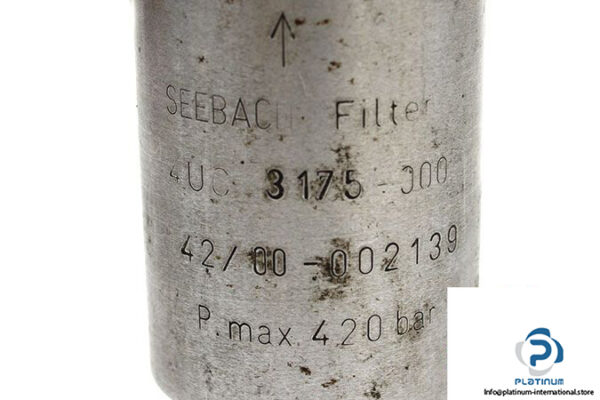 SEEBACH Filter
4UC 3175-000
42/00-002139
P.max.420 bar
PLATINUM
Info@platinum-international.store